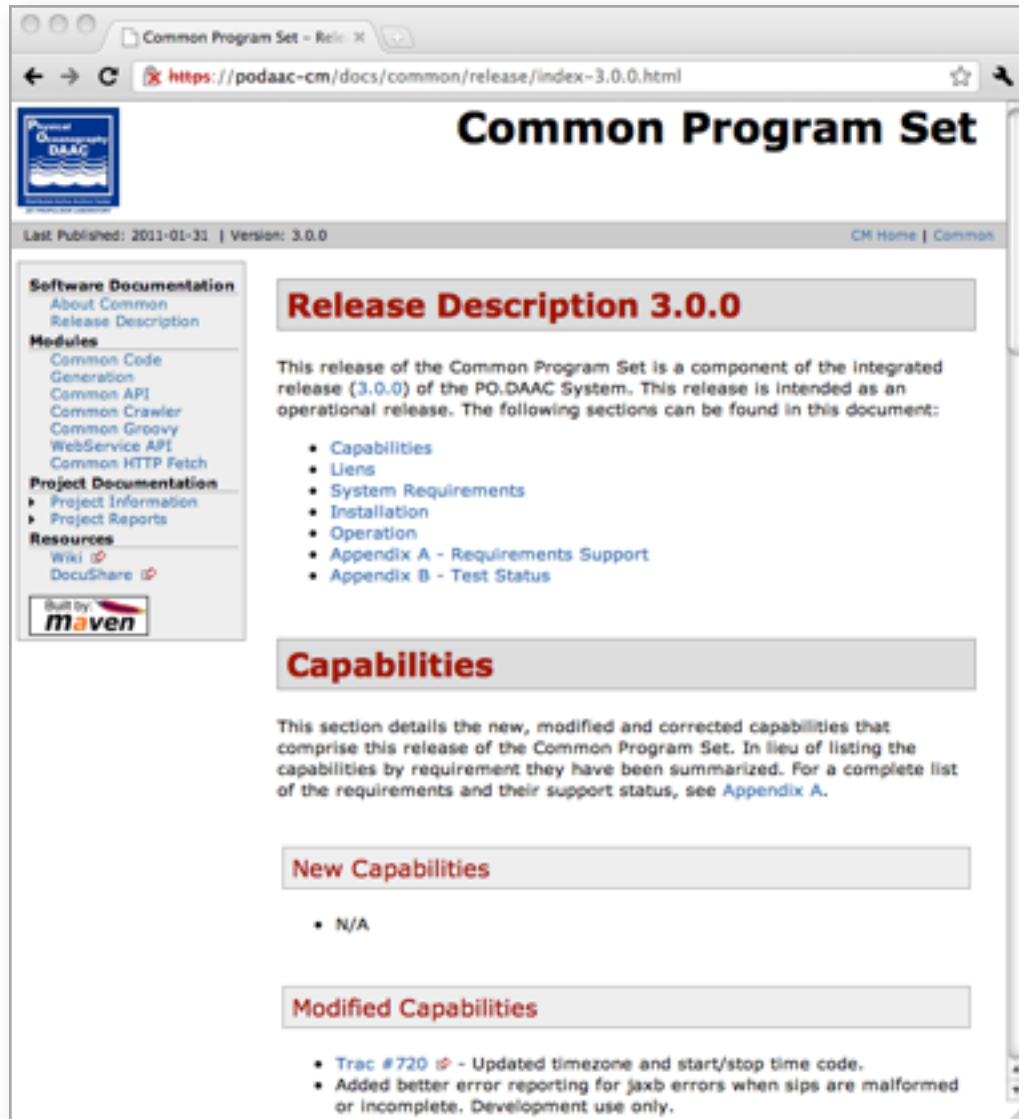 Common Program Set – Rele
https://podaac-cm/docs/common/release/index-3.0.0.html
Physical
Oceanography
DAAC
Common Program Set
Last Published: 2011-01-31 | Version: 3.0.0
CM Home | Common
Software Documentation
About Common
Release Description
Modules
Common Code
Generation
Common API
Common Crawler
Common Groovy
WebService API
Common HTTP Fetch
Project Documentation
Project Information
Project Reports
Resources
Wiki
DocuShare
Built by:
maven
Release Description 3.0.0
This release of the Common Program Set is a component of the integrated
release (3.0.0) of the PO.DAAC System. This release is intended as an
operational release. The following sections can be found in this document:
• Capabilities
• Liens
• System Requirements
• Installation
• Operation
• Appendix A - Requirements Support
• Appendix B - Test Status
Capabilities
This section details the new, modified and corrected capabilities that
comprise this release of the Common Program Set. In lieu of listing the
capabilities by requirement they have been summarized. For a complete list
of the requirements and their support status, see Appendix A.
New Capabilities
• N/A
Modified Capabilities
• Trac #720 - Updated timezone and start/stop time code.
• Added better error reporting for jaxb errors when sips are malformed
or incomplete. Development use only.